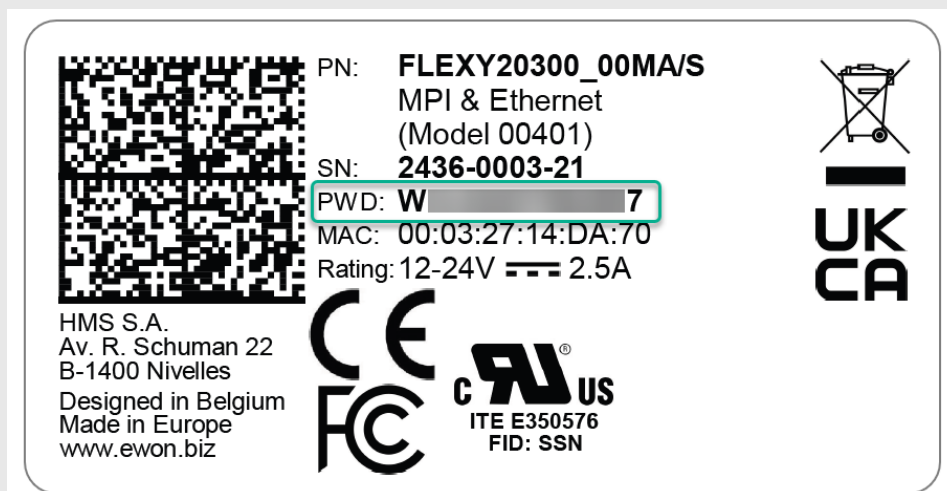 PN: FLEXY20300_00MA/S
MPI & Ethernet
(Model 00401)
SN: 2436-0003-21
PWD: W 7
MAC: 00:03:27:14:DA:70
Rating: 12-24V 2.5A
HMS S.A.
Av. R. Schuman 22
B-1400 Nivelles
Designed in Belgium
Made in Europe
www.ewon.biz
CE
FC
C RU ® US
ITE E350576
FID: SSN
UK
CA